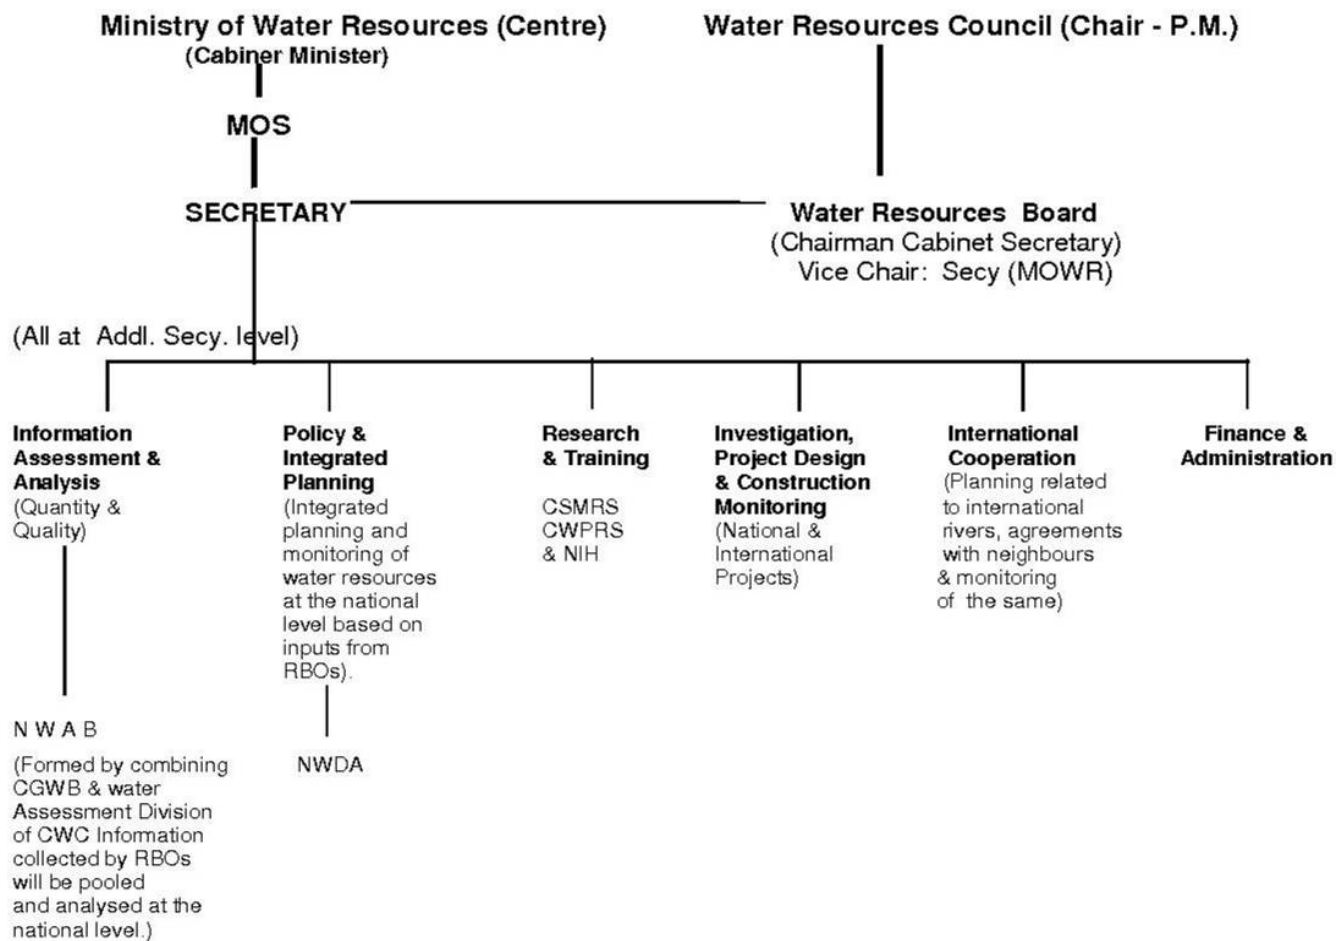 Ministry of Water Resources (Centre)
(Cabiner Minister)
Water Resources Council (Chair - P.M.)
MOS
SECRETARY
Water Resources Board
(Chairman Cabinet Secretary)
Vice Chair: Secy (MOWR)
(All at Addl. Secy. level)
Information
Assessment &
Analysis
(Quantity &
Quality)
N W A B
(Formed by combining
CGWB & water
Assessment Division
of CWC Information
collected by RBOs
will be pooled
and analysed at the
national level.)
Policy &
Integrated
Planning
(Integrated
planning and
monitoring of
water resources
at the national
level based on
inputs from
RBOs).
NWDA
Research
& Training
CSMRS
CWPRS
& NIH
Investigation,
Project Design
& Construction
Monitoring
(National &
International
Projects)
International
Cooperation
(Planning related
to international
rivers, agreements
with neighbours
& monitoring
of the same)
Finance &
Administration